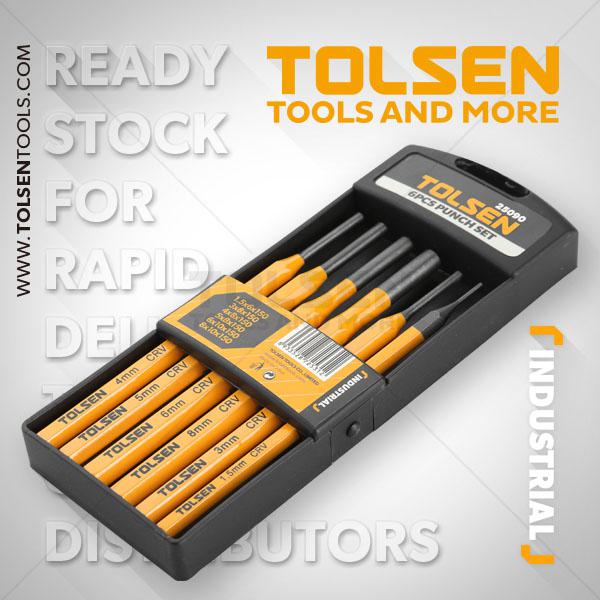 READY
STOCK
FOR
RAPID
DISTRIBUTORS
TOLSEN
TOOLS AND MORE
WWW.TOLSENTOOLS.COM
25090
TOLSEN
6PCS PUNCH SET
1.5x6x150
3x8x150
4x8x150
5x8x150
6x10x150
8x10x150
INDUSTRIAL
TOLSEN 4mm CRV
TOLSEN 5mm CRV
TOLSEN 6mm CRV
TOLSEN 8mm CRV
TOLSEN 3mm CRV
TOLSEN 1.5mm CRV
INDUSTRIAL